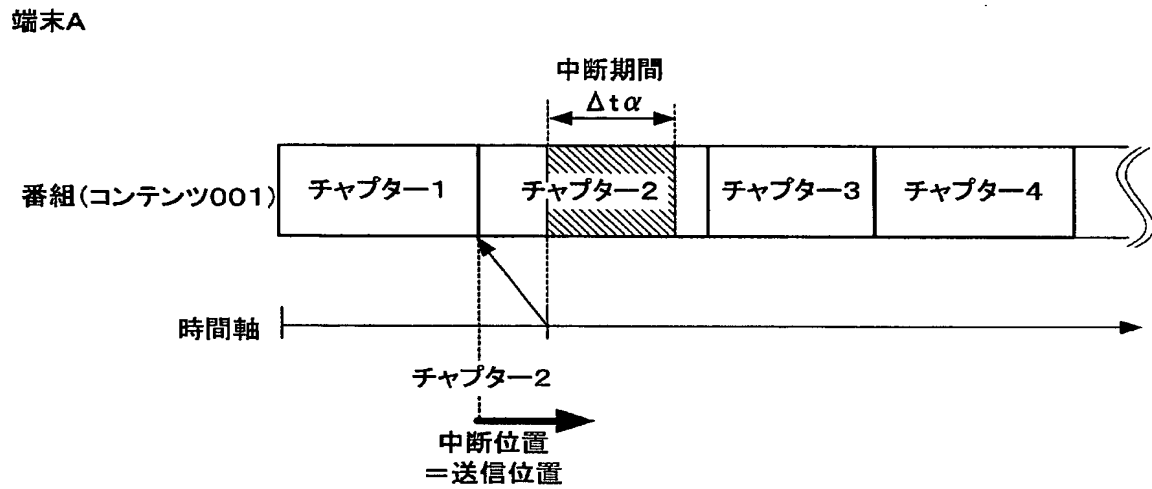 端末A
中断期間
Δtα
番組(コンテンツ001)
チャプター1
チャプター2
チャプター3
チャプター4
時間軸
チャプター2
中断位置
=送信位置